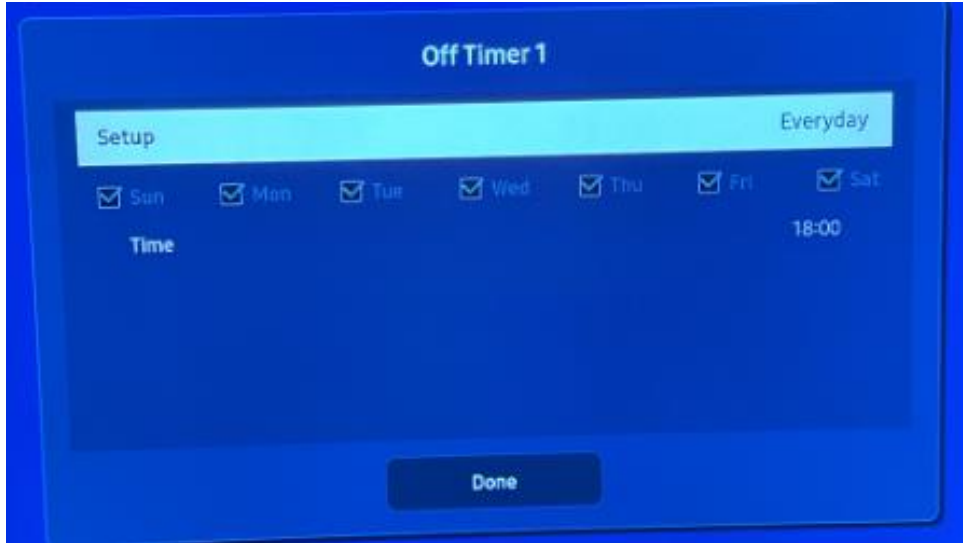 Off Timer 1
Setup Everyday
Sun Mon Tue Wed Thu Fri Sat
Time 18:00
Done